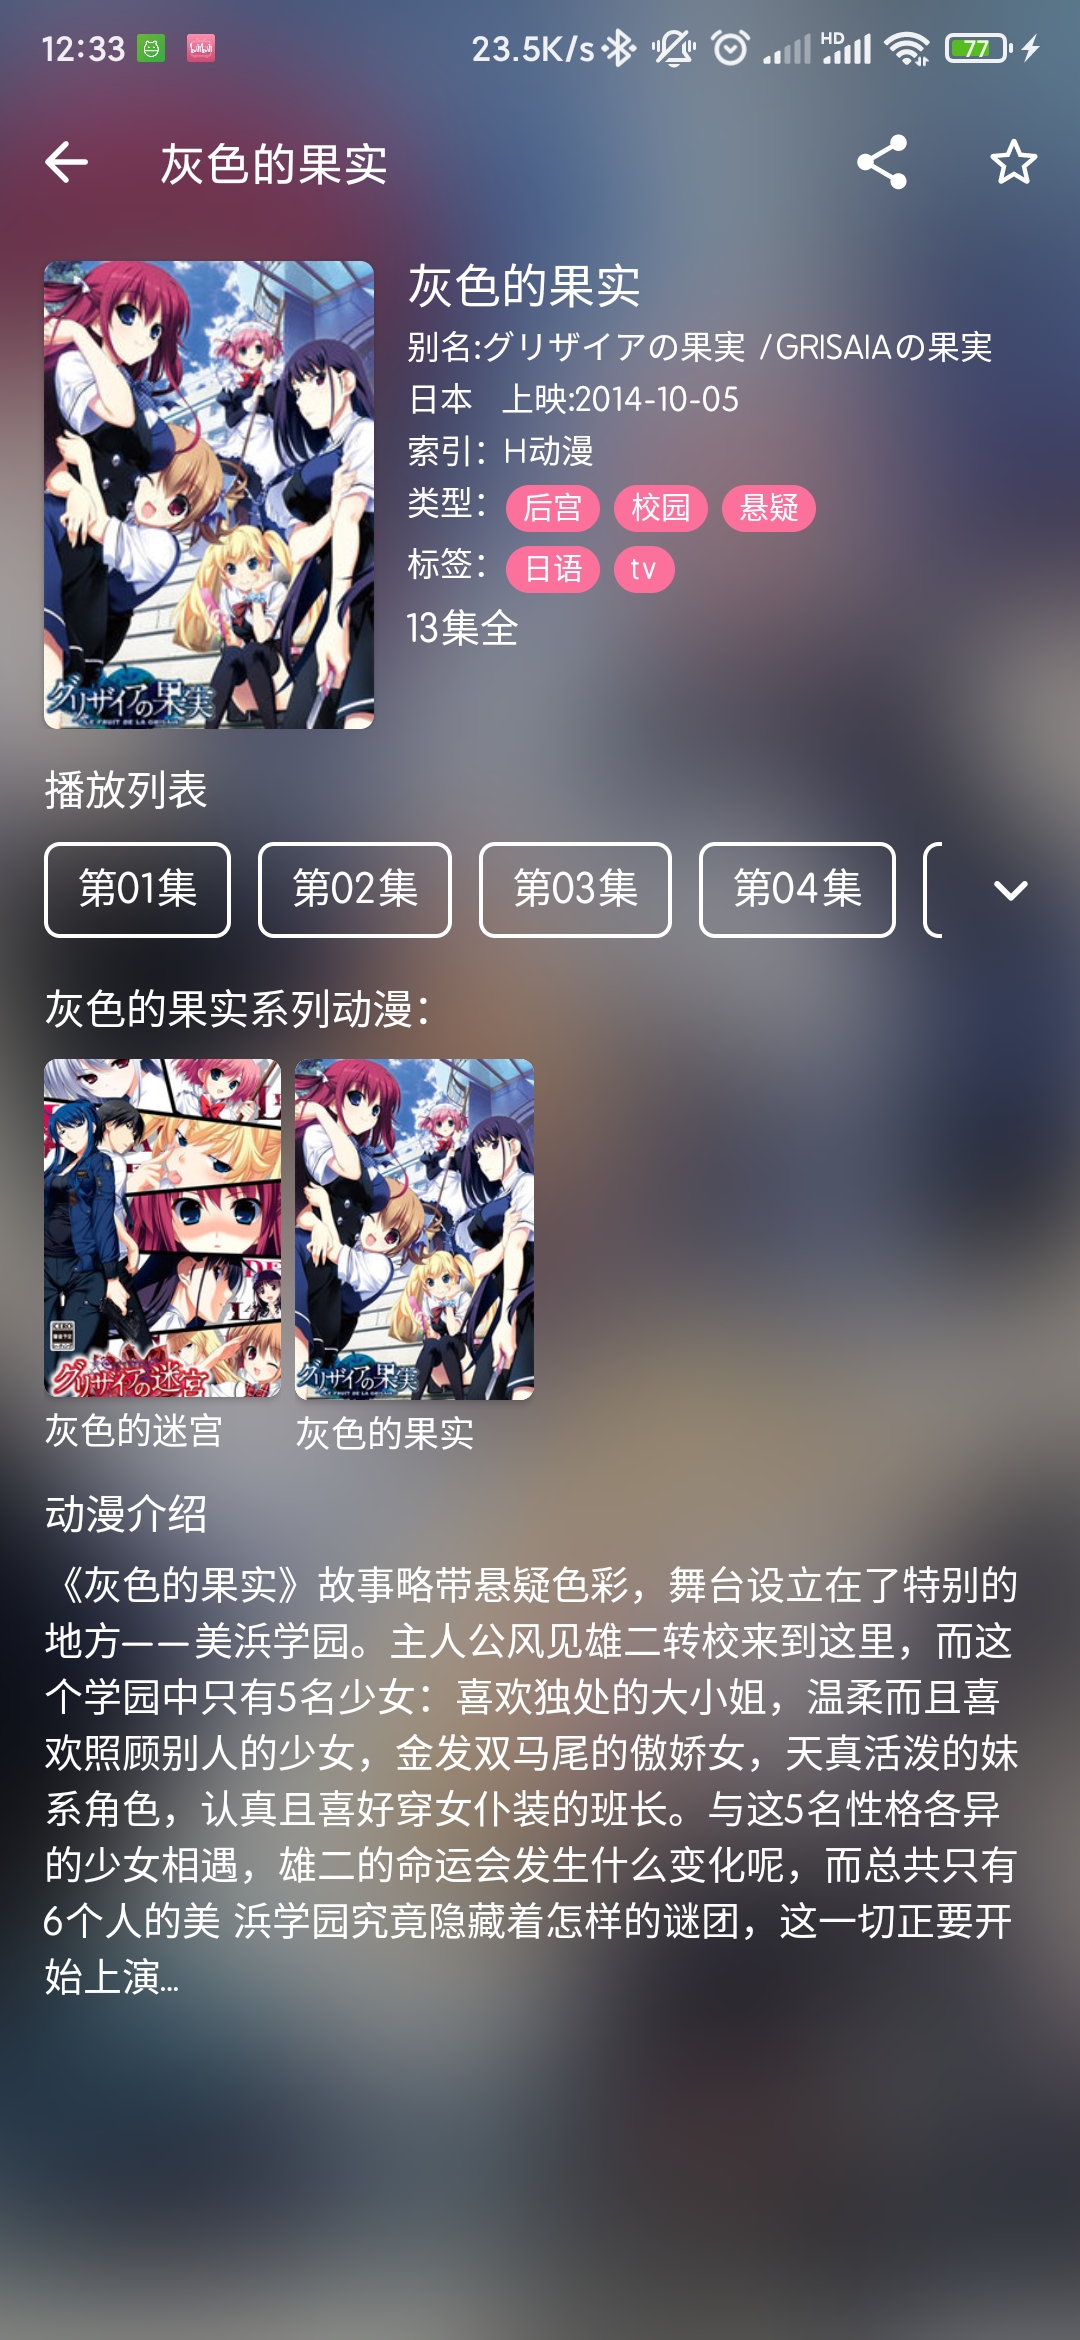 12:33
23.5K/s
HD
77
灰色的果实
灰色的果实
别名:グリザイアの果実 /GRISAIAの果実
日本 上映:2014-10-05
索引：H动漫
类型：后宫 校园 悬疑
标签：日语 tv
13集全
グリザイアの果実
LE FRUIT DE LA GRISAIA
播放列表
第01集 第02集 第03集 第04集
灰色的果实系列动漫：
グリザイアの迷宮
グリザイアの果実
灰色的迷宫
灰色的果实
动漫介绍
《灰色的果实》故事略带悬疑色彩，舞台设立在了特别的
地方——美浜学园。主人公风见雄二转校来到这里，而这
个学园中只有5名少女：喜欢独处的大小姐，温柔而且喜
欢照顾别人的少女，金发双马尾的傲娇女，天真活泼的妹
系角色，认真且喜好穿女仆装的班长。与这5名性格各异
的少女相遇，雄二的命运会发生什么变化呢，而总共只有
6个人的美 浜学园究竟隐藏着怎样的谜团，这一切正要开
始上演...